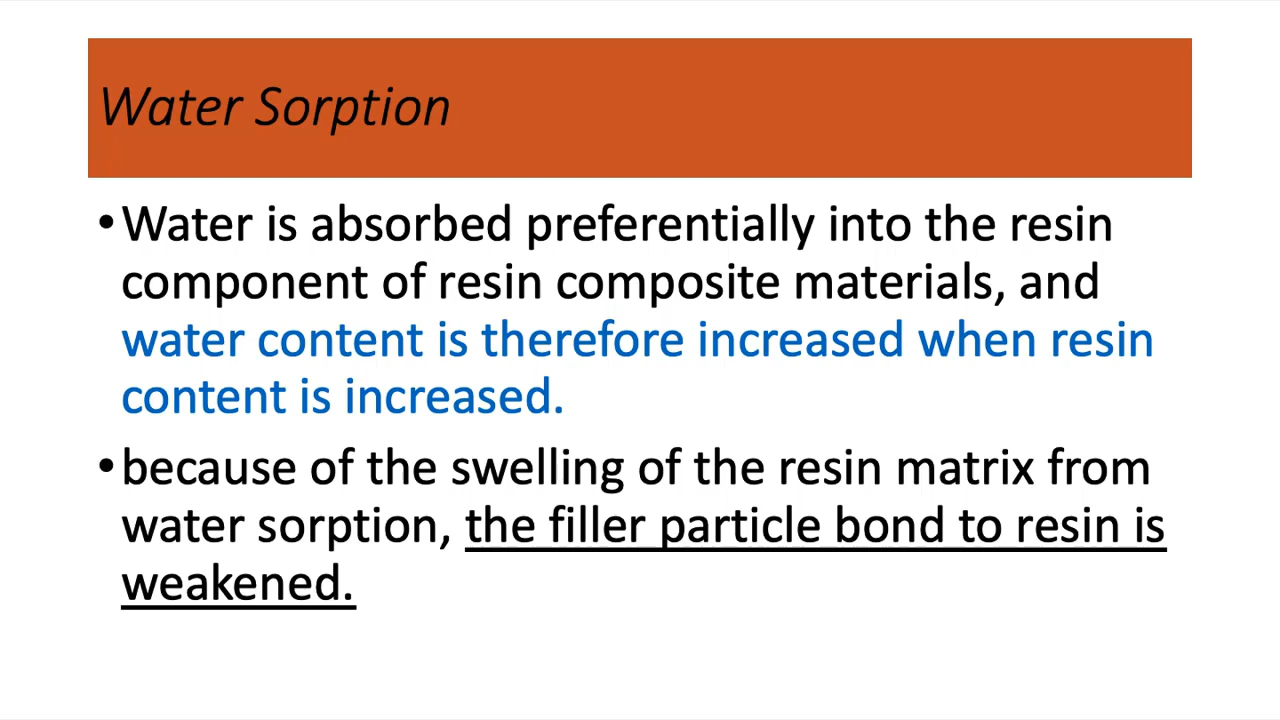 Water Sorption
•Water is absorbed preferentially into the resin
component of resin composite materials, and
water content is therefore increased when resin
content is increased.
•because of the swelling of the resin matrix from
water sorption, the filler particle bond to resin is
weakened.